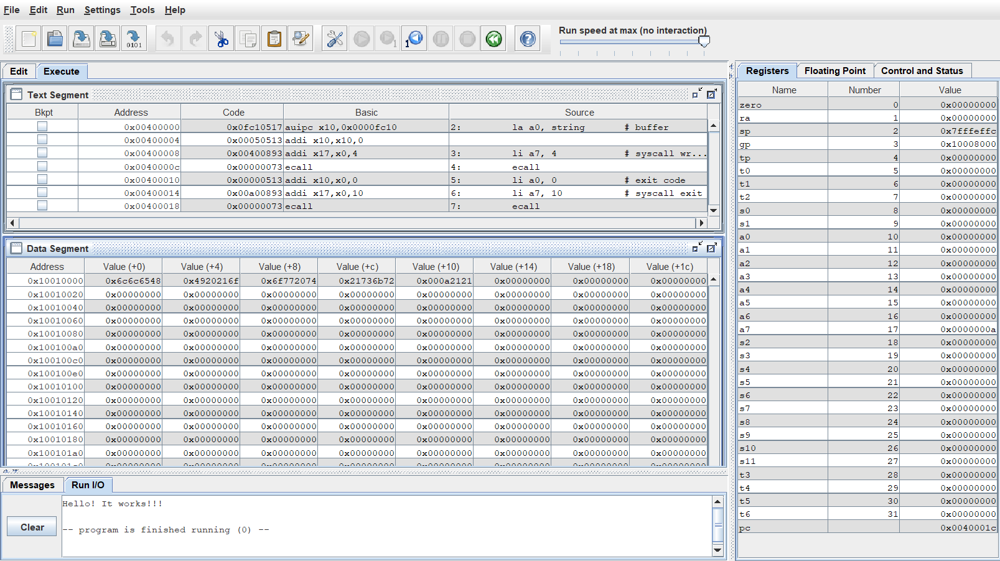 File Edit Run Settings Tools Help
Run speed at max (no interaction)
0101 1 1
Edit Execute
Text Segment
Bkpt Address Code Basic Source
0x00400000 0x0fc10517 auipc x10,0x0000fc10 2: la a0, string # buffer
0x00400004 0x00050513 addi x10,x10,0
0x00400008 0x00400893 addi x17,x0,4 3: li a7, 4 # syscall wr...
0x0040000c 0x00000073 ecall 4: ecall
0x00400010 0x00000513 addi x10,x0,0 5: li a0, 0 # exit code
0x00400014 0x00a00893 addi x17,x0,10 6: li a7, 10 # syscall exit
0x00400018 0x00000073 ecall 7: ecall
Data Segment
Address Value (+0) Value (+4) Value (+8) Value (+c) Value (+10) Value (+14) Value (+18) Value (+1c)
0x10010000 0x6c6c6548 0x4920216f 0x6f772074 0x21736b72 0x000a2121 0x00000000 0x00000000 0x00000000
0x10010020 0x00000000 0x00000000 0x00000000 0x00000000 0x00000000 0x00000000 0x00000000 0x00000000
0x10010040 0x00000000 0x00000000 0x00000000 0x00000000 0x00000000 0x00000000 0x00000000 0x00000000
0x10010060 0x00000000 0x00000000 0x00000000 0x00000000 0x00000000 0x00000000 0x00000000 0x00000000
0x10010080 0x00000000 0x00000000 0x00000000 0x00000000 0x00000000 0x00000000 0x00000000 0x00000000
0x100100a0 0x00000000 0x00000000 0x00000000 0x00000000 0x00000000 0x00000000 0x00000000 0x00000000
0x100100c0 0x00000000 0x00000000 0x00000000 0x00000000 0x00000000 0x00000000 0x00000000 0x00000000
0x100100e0 0x00000000 0x00000000 0x00000000 0x00000000 0x00000000 0x00000000 0x00000000 0x00000000
0x10010100 0x00000000 0x00000000 0x00000000 0x00000000 0x00000000 0x00000000 0x00000000 0x00000000
0x10010120 0x00000000 0x00000000 0x00000000 0x00000000 0x00000000 0x00000000 0x00000000 0x00000000
0x10010140 0x00000000 0x00000000 0x00000000 0x00000000 0x00000000 0x00000000 0x00000000 0x00000000
0x10010160 0x00000000 0x00000000 0x00000000 0x00000000 0x00000000 0x00000000 0x00000000 0x00000000
0x10010180 0x00000000 0x00000000 0x00000000 0x00000000 0x00000000 0x00000000 0x00000000 0x00000000
0x100101a0 0x00000000 0x00000000 0x00000000 0x00000000 0x00000000 0x00000000 0x00000000 0x00000000
Messages Run I/O
Clear
Hello! It works!!!
-- program is finished running (0) --
Registers Floating Point Control and Status
Name Number Value
zero 0 0x00000000
ra 1 0x00000000
sp 2 0x7fffeffc
gp 3 0x10008000
tp 4 0x00000000
t0 5 0x00000000
t1 6 0x00000000
t2 7 0x00000000
s0 8 0x00000000
s1 9 0x00000000
a0 10 0x00000000
a1 11 0x00000000
a2 12 0x00000000
a3 13 0x00000000
a4 14 0x00000000
a5 15 0x00000000
a6 16 0x00000000
a7 17 0x0000000a
s2 18 0x00000000
s3 19 0x00000000
s4 20 0x00000000
s5 21 0x00000000
s6 22 0x00000000
s7 23 0x00000000
s8 24 0x00000000
s9 25 0x00000000
s10 26 0x00000000
s11 27 0x00000000
t3 28 0x00000000
t4 29 0x00000000
t5 30 0x00000000
t6 31 0x00000000
pc 0x0040001c